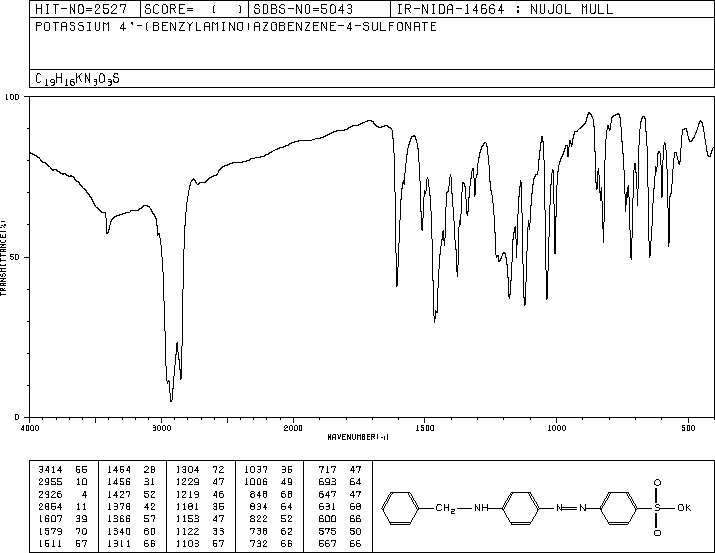 HIT-NO=2527 SCORE= ( ) SDBS-NO=5043 IR-NIDA-14664 : NUJOL MULL
POTASSIUM 4'-(BENZYLAMINO)AZOBENZENE-4-SULFONATE
C19H16KN3O3S
100
50
0
TRANSMITTANCE(%)
4000 3000 2000 1500 1000 500
WAVENUMBER(-1)
3414 55 1464 28 1304 72 1037 36 717 47
2955 10 1456 31 1229 47 1006 49 693 64
2926 4 1427 52 1219 46 848 68 647 47
2854 11 1378 42 1181 35 834 64 631 68
1607 39 1366 57 1153 47 822 52 600 66
1579 70 1340 60 1122 33 738 62 575 50
1511 57 1311 66 1103 57 732 66 567 66
CH2 NH N=N O
S OK
O